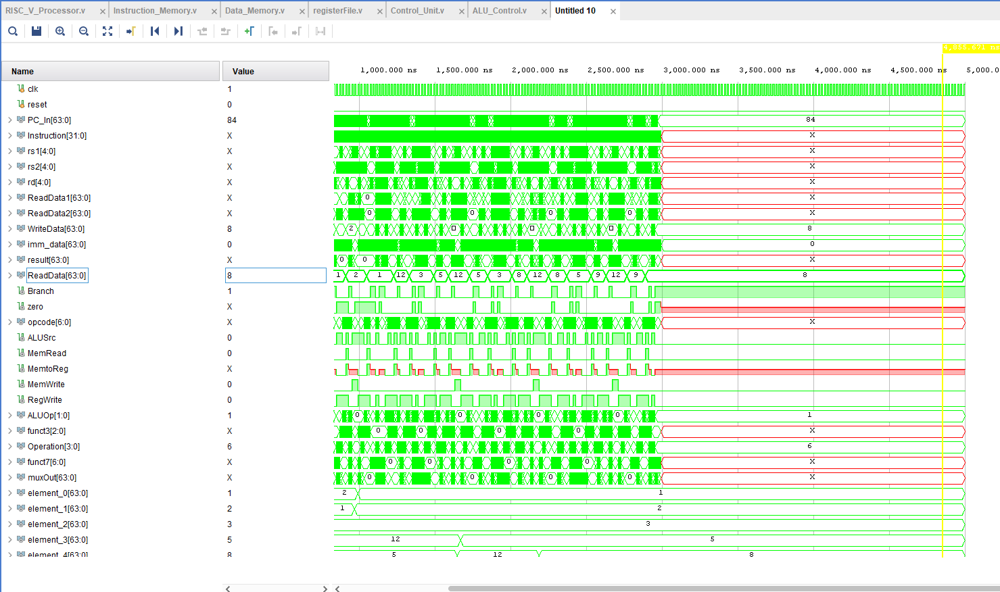 RISC_V_Processor.v Instruction_Memory.v Data_Memory.v registerFile.v Control_Unit.v ALU_Control.v Untitled 10
Name Value 1,000.000 ns 1,500.000 ns 2,000.000 ns 2,500.000 ns 3,000.000 ns 3,500.000 ns 4,000.000 ns 4,500.000 ns 5,000.0
clk 1
reset 0
PC_In[63:0] 84 84
Instruction[31:0] X X
rs1[4:0] X X
rs2[4:0] X X
rd[4:0] X X
ReadData1[63:0] X 0 X
ReadData2[63:0] X 0 0 0 0 X
WriteData[63:0] 8 2 8
imm_data[63:0] 0 0
result[63:0] X 0 0 X
ReadData[63:0] 8 1 2 1 12 3 5 12 5 3 8 12 8 5 9 12 9 8
Branch 1
zero X
opcode[6:0] X X
ALUSrc 0
MemRead 0
MemtoReg X
MemWrite 0
RegWrite 0
ALUOp[1:0] 1 0 0 0 0 1
funct3[2:0] X 0 0 0 0 X
Operation[3:0] 6 6
funct7[6:0] X 0 0 0 0 X
muxOut[63:0] X 0 0 0 0 X
element_0[63:0] 1 2 1
element_1[63:0] 2 1 2
element_2[63:0] 3 3
element_3[63:0] 5 12 5
element_4[63:0] 8 5 12 8